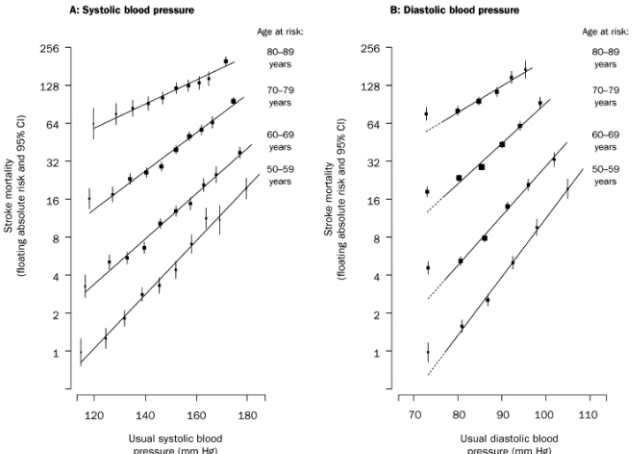 A: Systolic blood pressure
Age at risk:
256
128
64
32
16
8
4
2
1
80–89
years
70–79
years
60–69
years
50–59
years
Stroke mortality
(floating absolute risk and 95% CI)
120
140
160
180
Usual systolic blood
pressure (mm Hg)
B: Diastolic blood pressure
Age at risk:
256
128
64
32
16
8
4
2
1
80–89
years
70–79
years
60–69
years
50–59
years
Stroke mortality
(floating absolute risk and 95% CI)
70
80
90
100
110
Usual diastolic blood
pressure (mm Hg)